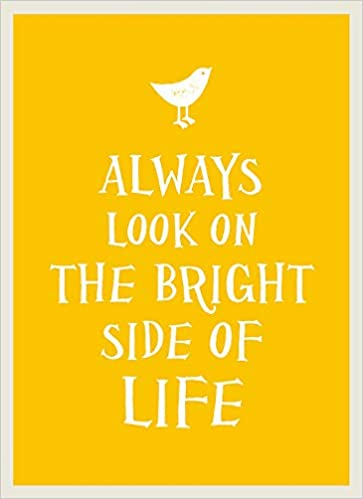 ALWAYS
LOOK ON
THE BRIGHT
SIDE OF
LIFE